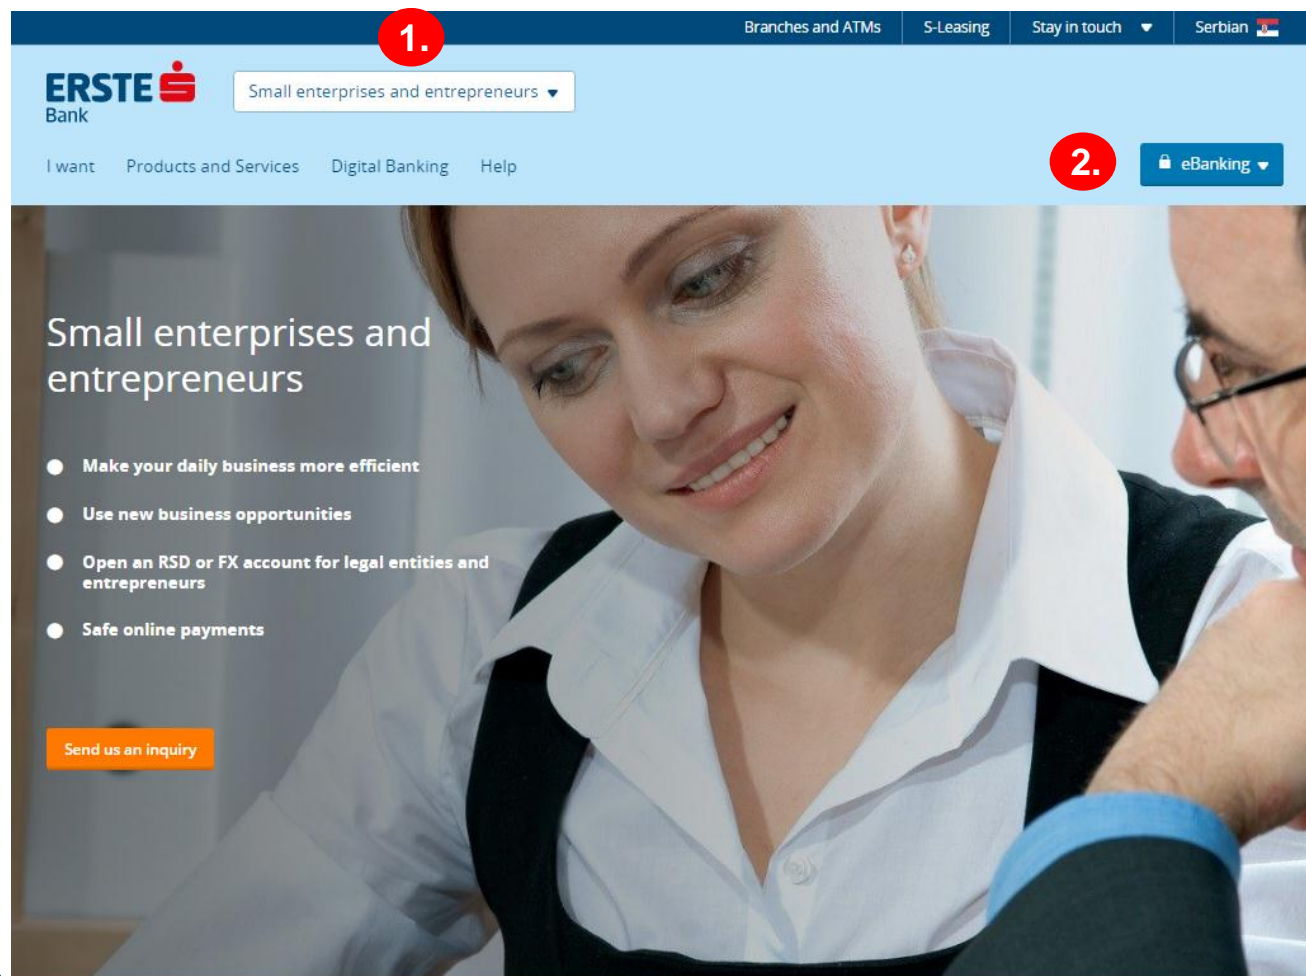 Branches and ATMs S-Leasing Stay in touch Serbian
1.
ERSTE
Bank
Small enterprises and entrepreneurs
I want Products and Services Digital Banking Help
2.
eBanking
Small enterprises and
entrepreneurs
Make your daily business more efficient
Use new business opportunities
Open an RSD or FX account for legal entities and
entrepreneurs
Safe online payments
Send us an inquiry